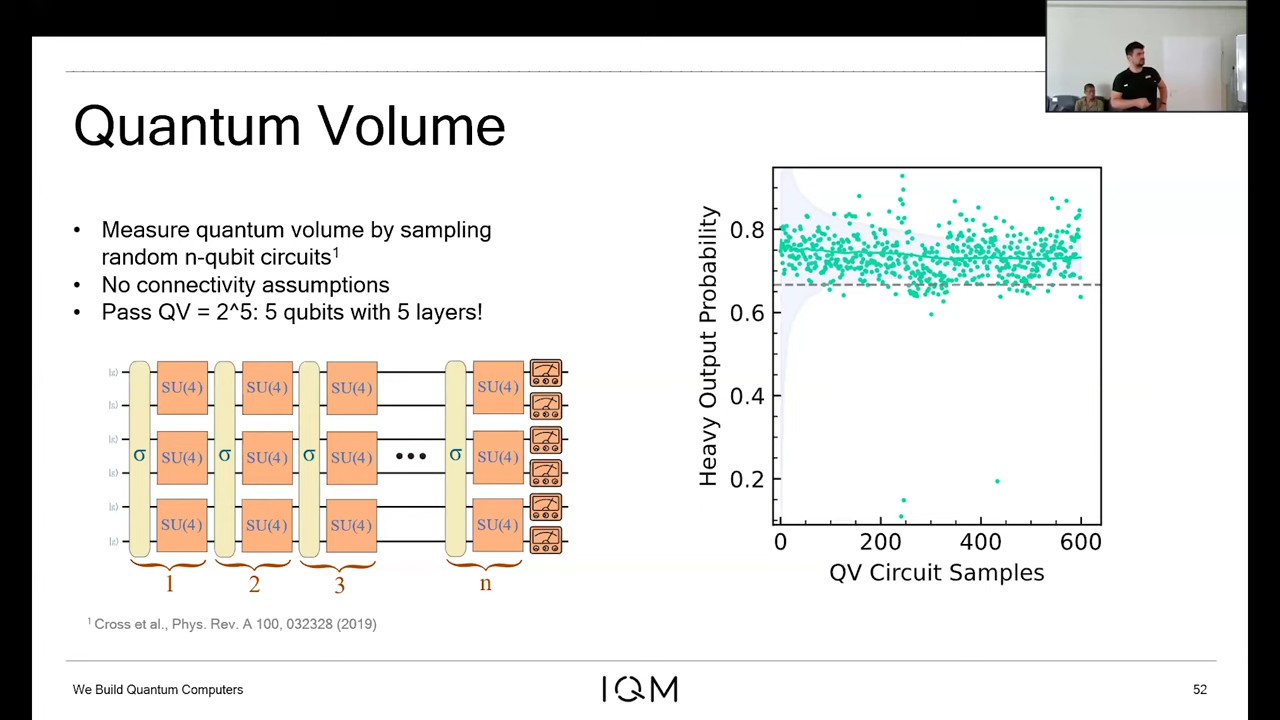 Quantum Volume
• Measure quantum volume by sampling
random n-qubit circuits¹
• No connectivity assumptions
• Pass QV = 2^5: 5 qubits with 5 layers!
σ SU(4) σ SU(4) σ SU(4) σ SU(4)
SU(4) SU(4) SU(4) SU(4)
SU(4) SU(4) SU(4) SU(4)
1 2 3 n
¹ Cross et al., Phys. Rev. A 100, 032328 (2019)
Heavy Output Probability
0.8
0.6
0.4
0.2
0 200 400 600
QV Circuit Samples
We Build Quantum Computers
IQM
52